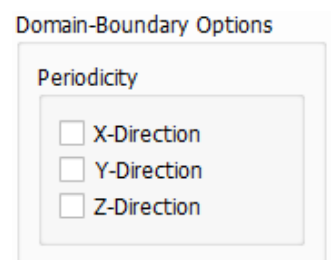 Domain-Boundary Options
Periodicity
X-Direction
Y-Direction
Z-Direction